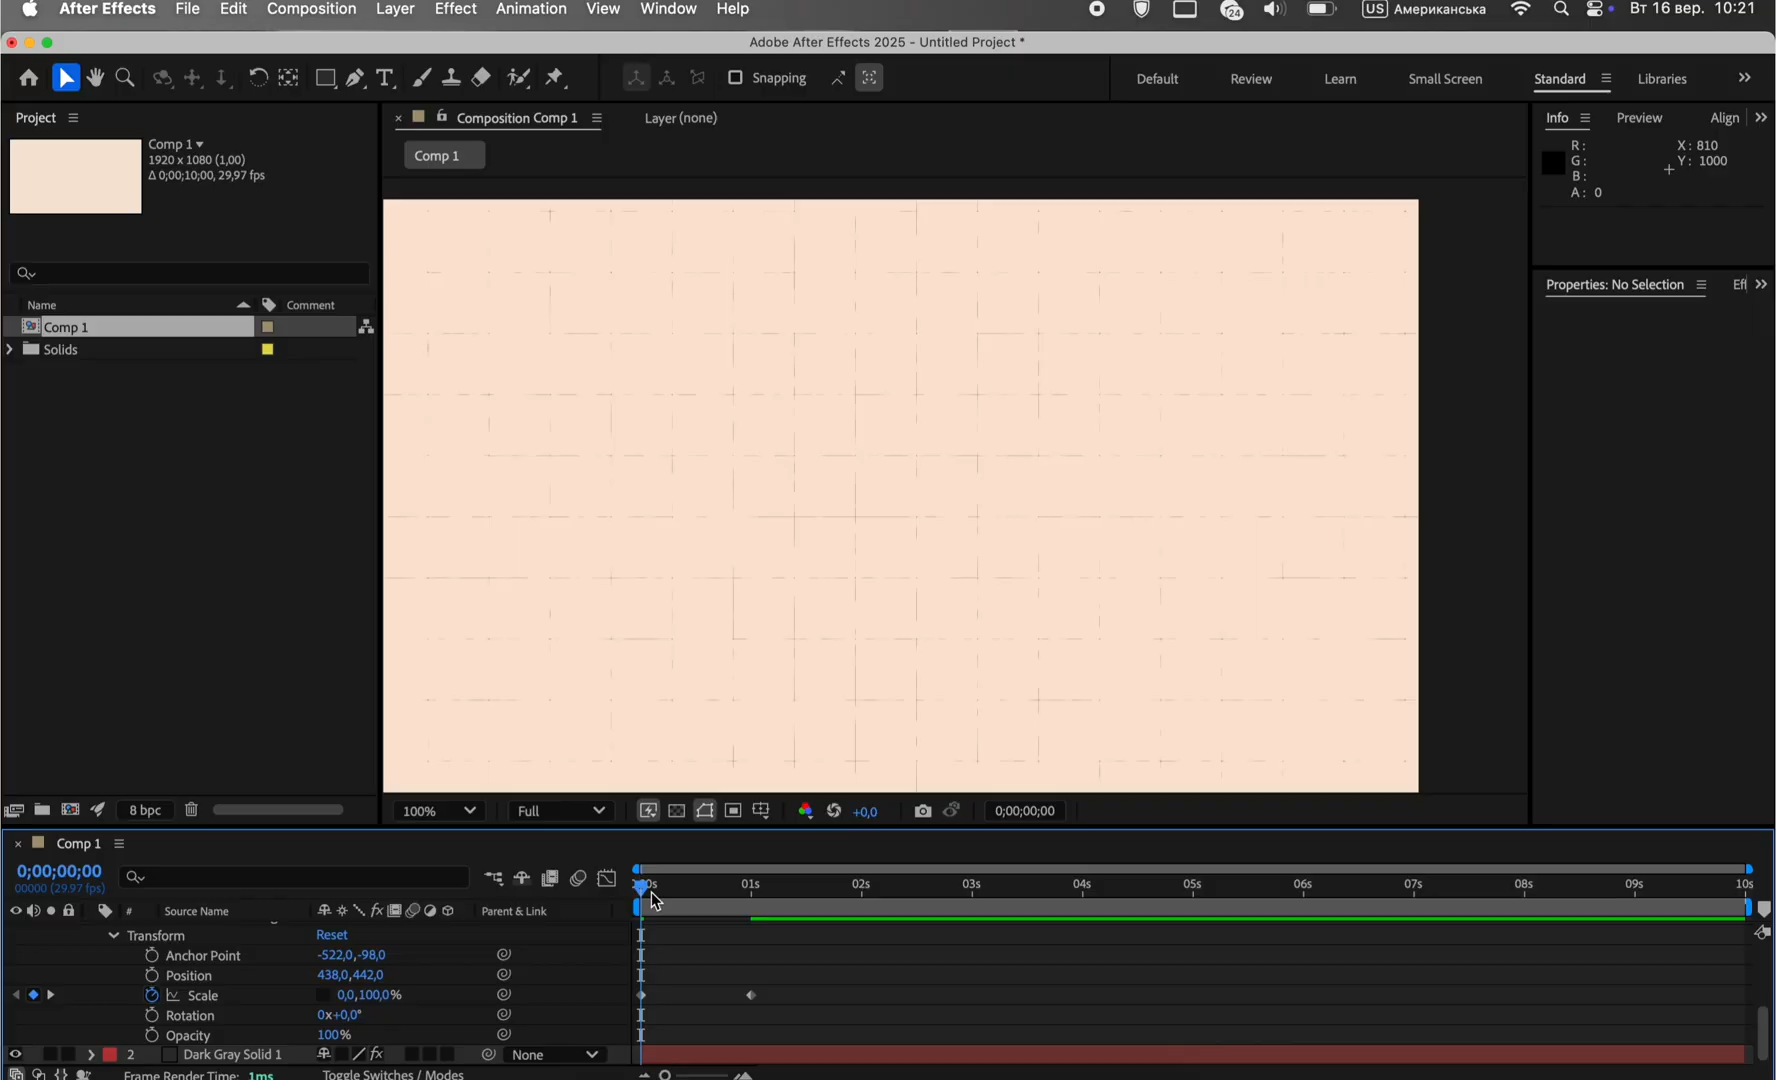 After Effects File Edit Composition Layer Effect Animation View Window Help 24 US Американська Вт 16 вер. 10:21
Adobe After Effects 2025 - Untitled Project *
T Snapping Default Review Learn Small Screen Standard Libraries
Project
Comp 1
1920 x 1080 (1,00)
Δ 0;00;10;00, 29,97 fps
Name Comment
Comp 1
Solids
8 bpc
Composition Comp 1 Layer (none)
Comp 1
100% Full +0,0 0;00;00;00
Info Preview Align
R: X: 810
G: Y: 1000
B:
A: 0
Properties: No Selection Eff
Comp 1
0;00;00;00
00000 (29.97 fps)
01s 02s 03s 04s 05s 06s 07s 08s 09s 10s
# Source Name fx Parent & Link
Transform Reset
Anchor Point -522,0,-98,0
Position 438,0,442,0
Scale 0,0,100,0%
Rotation 0x+0,0°
Opacity 100%
2 Dark Gray Solid 1 fx None
Frame Render Time: 1ms Toggle Switches / Modes